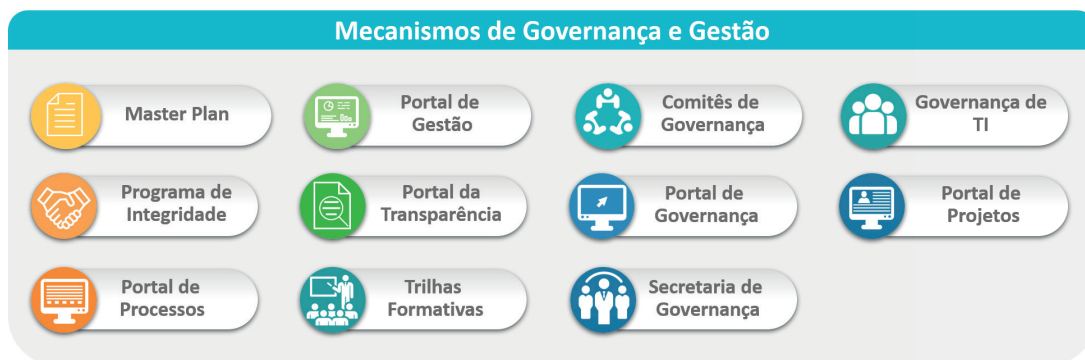 Mecanismos de Governança e Gestão
Master Plan
Portal de
Gestão
Comitês de
Governança
Governança de
TI
Programa de
Integridade
Portal da
Transparência
Portal de
Governança
Portal de
Projetos
Portal de
Processos
Trilhas
Formativas
Secretaria de
Governança